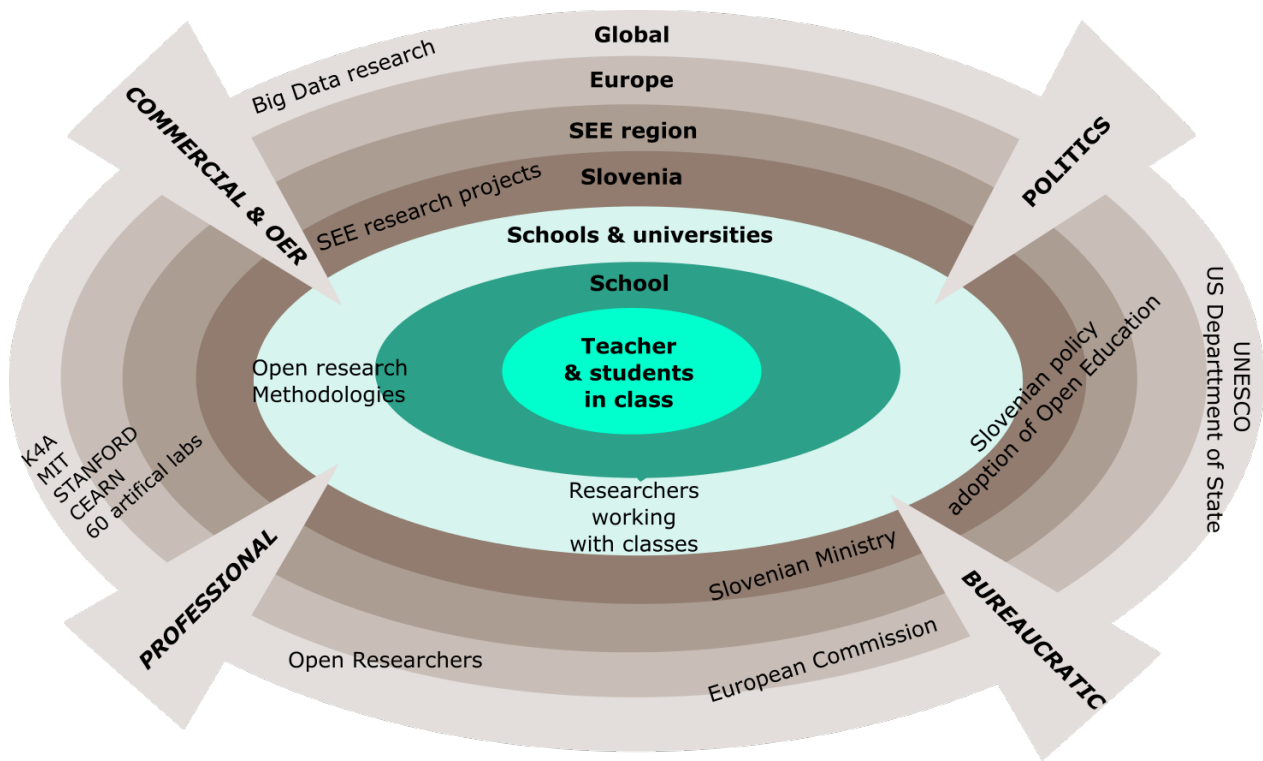 Global
Big Data research
Europe
COMMERCIAL & OER
POLITICS
SEE region
Slovenia
SEE research projects
Schools & universities
School
Teacher
& students
in class
Open research
Methodologies
Slovenian policy
adoption of Open Education
UNESCO
US Departtment of State
K4A
MIT
STANFORD
CEARN
60 artifical labs
Researchers
working
with classes
Slovenian Ministry
PROFESSIONAL
BUREAUCRATIC
Open Researchers
European Commission